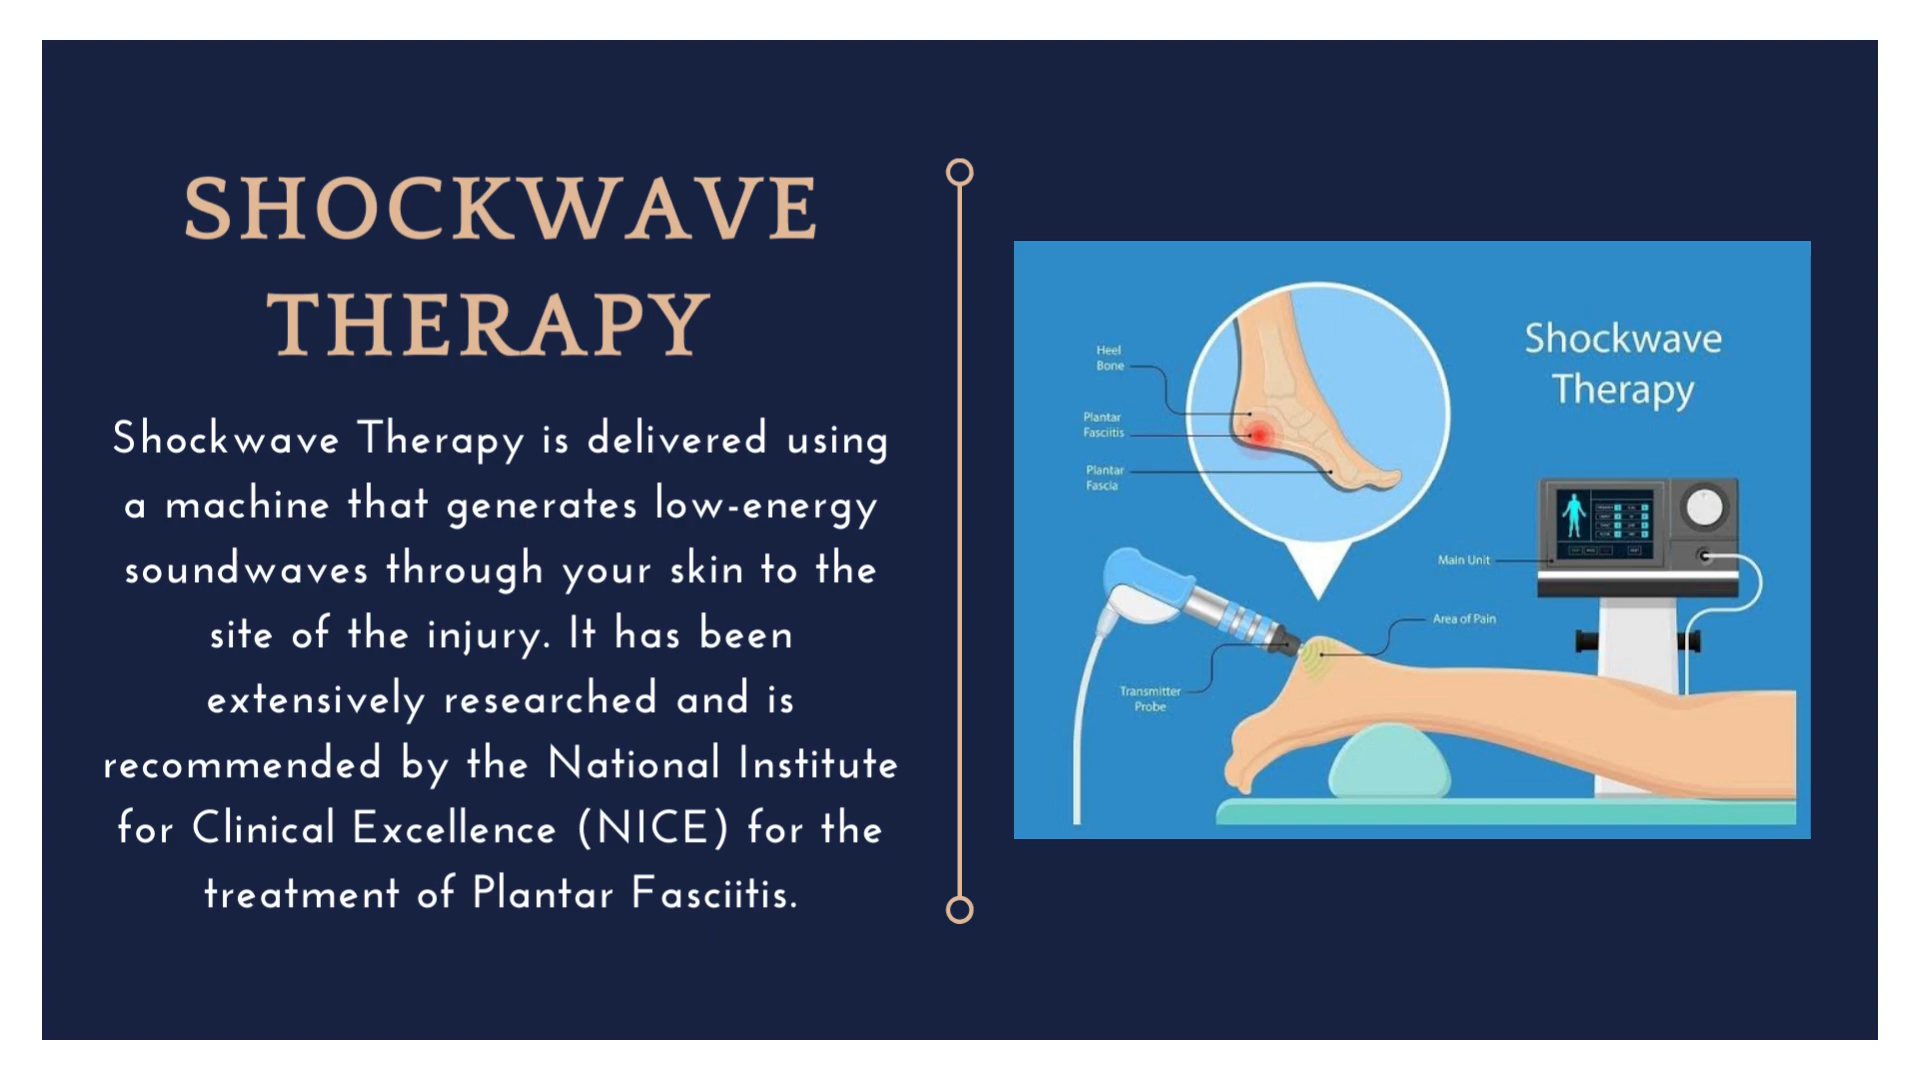 SHOCKWAVE
THERAPY
Shockwave Therapy is delivered using
a machine that generates low-energy
soundwaves through your skin to the
site of the injury. It has been
extensively researched and is
recommended by the National Institute
for Clinical Excellence (NICE) for the
treatment of Plantar Fasciitis.
Shockwave
Therapy
Heel
Bone
Plantar
Fasciitis
Plantar
Fascia
Main Unit
Area of Pain
Transmitter
Probe